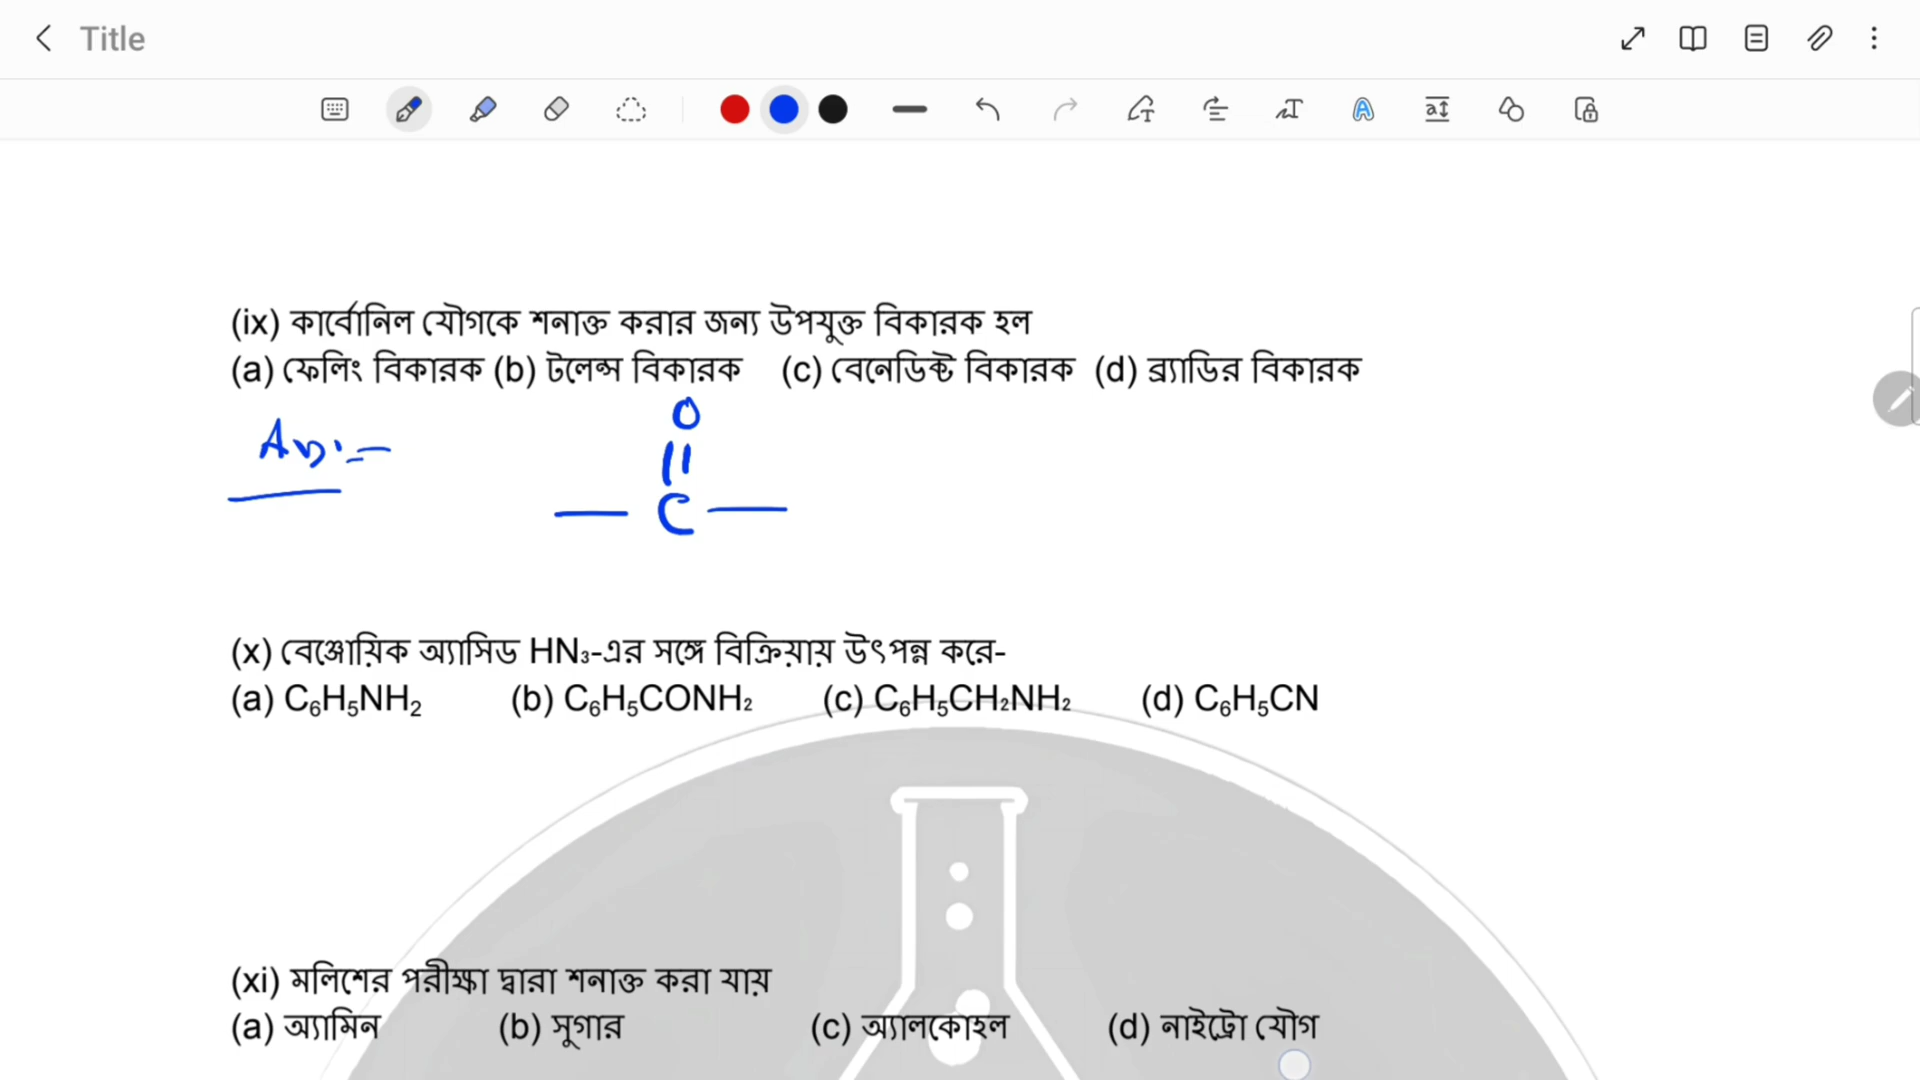 Title
(ix) কার্বোনিল যৌগকে শনাক্ত করার জন্য উপযুক্ত বিকারক হল
(a) ফেলিং বিকারক (b) টলেন্স বিকারক (c) বেনেডিক্ট বিকারক (d) ব্র্যাডির বিকারক
Ans:-
O
||
— C —
(x) বেঞ্জোয়িক অ্যাসিড HN₃-এর সঙ্গে বিক্রিয়ায় উৎপন্ন করে-
(a) C₆H₅NH₂ (b) C₆H₅CONH₂ (c) C₆H₅CH₂NH₂ (d) C₆H₅CN
(xi) মলিশের পরীক্ষা দ্বারা শনাক্ত করা যায়
(a) অ্যামিন (b) সুগার (c) অ্যালকোহল (d) নাইট্রো যৌগ